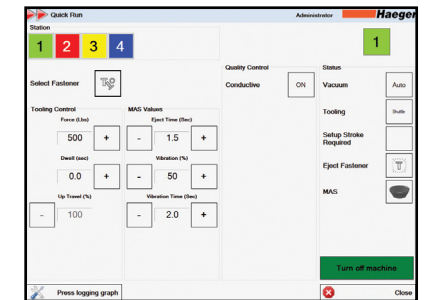 Quick Run
Administrator
Haeger
Station
1 2 3 4
1
Select Fastener
Quality Control
Conductive
ON
Status
Vacuum
Auto
Tooling
Shuttle
Setup Stroke
Required
Eject Fastener
MAS
Tooling Control
Force (Lbs)
500 +
Dwell (sec)
0.0 +
Up Travel (%)
- 100
MAS Values
Eject Time (Sec)
- 1.5 +
Vibration (%)
- 50 +
Vibration Time (Sec)
- 2.0 +
Turn off machine
Press logging graph
Close